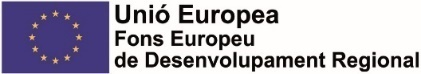 Unió Europea
Fons Europeu
de Desenvolupament Regional